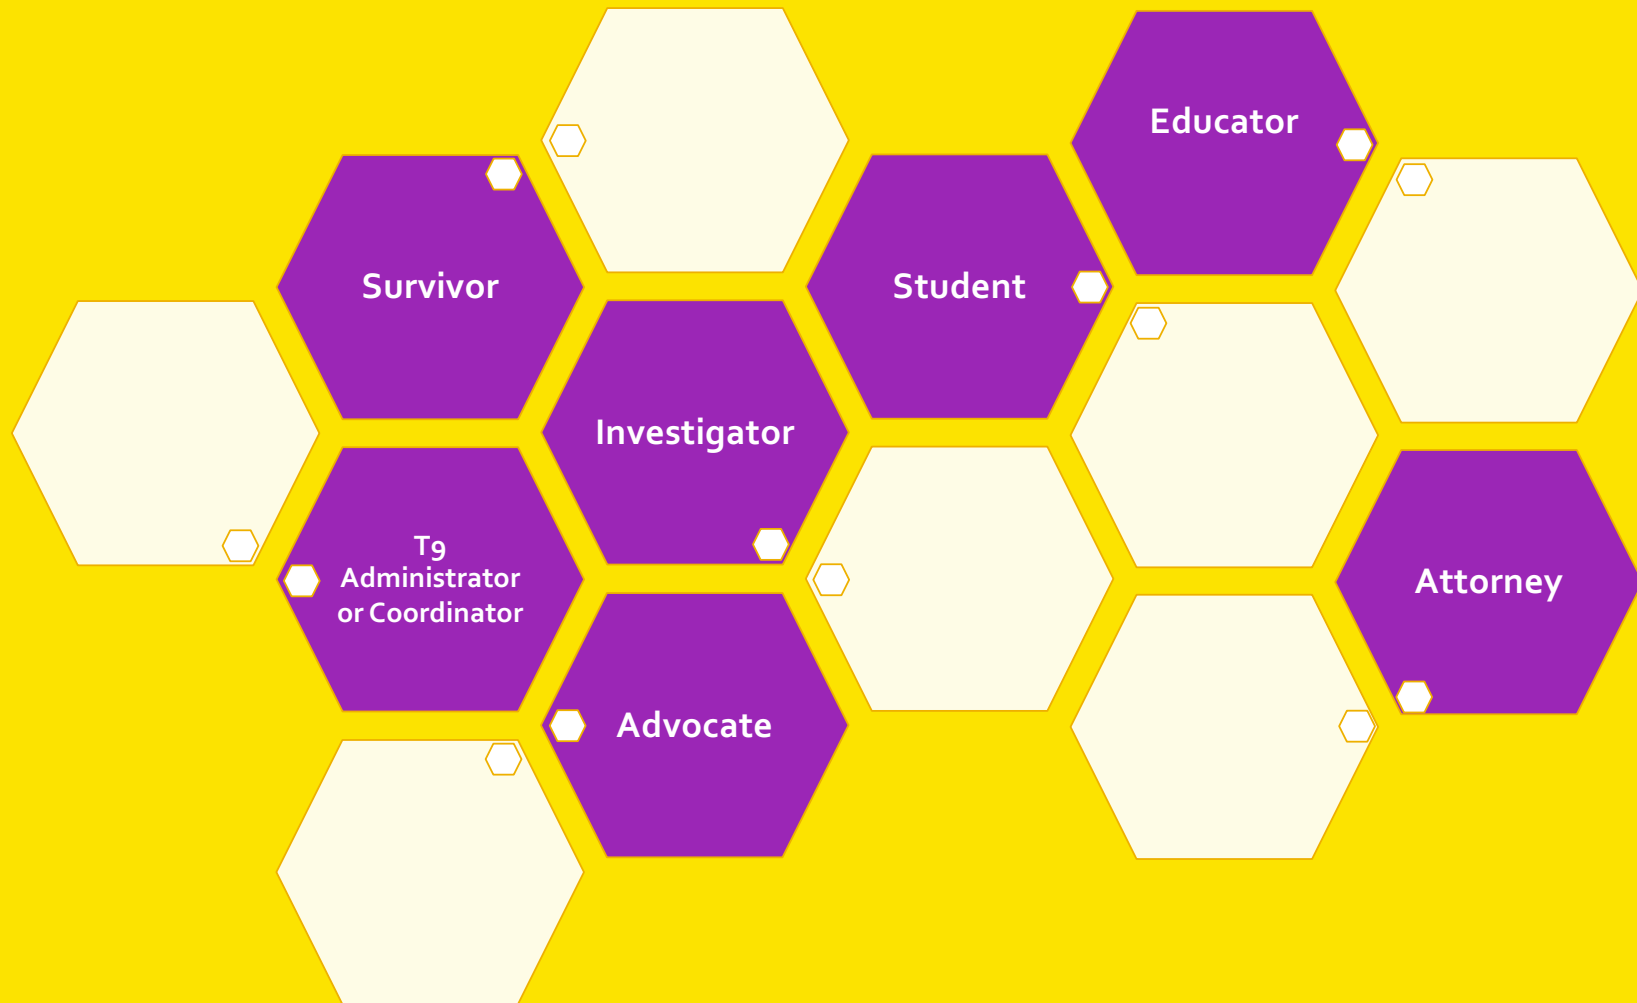 Educator
Survivor
Student
Investigator
T9
Administrator
or Coordinator
Attorney
Advocate